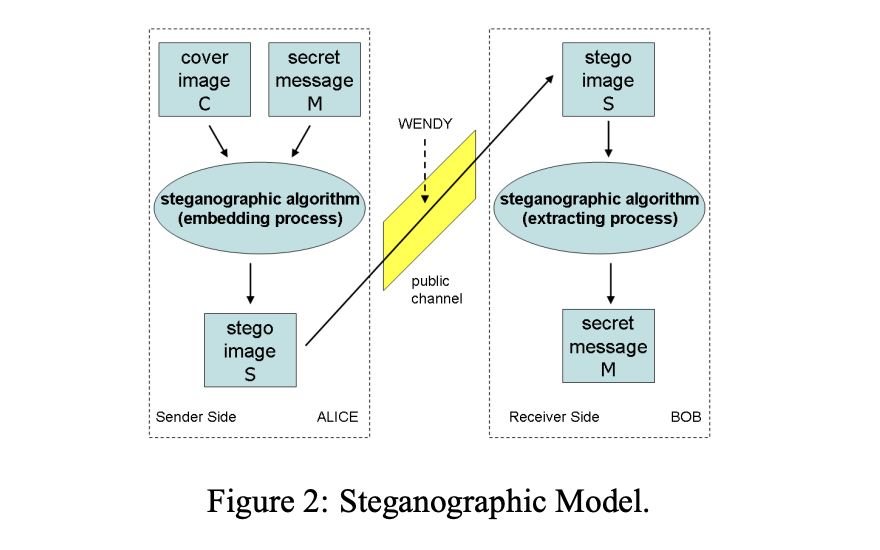 cover
image
C
secret
message
M
steganographic algorithm
(embedding process)
stego
image
S
Sender Side
ALICE
WENDY
public
channel
stego
image
S
steganographic algorithm
(extracting process)
secret
message
M
Receiver Side
BOB
Figure 2: Steganographic Model.